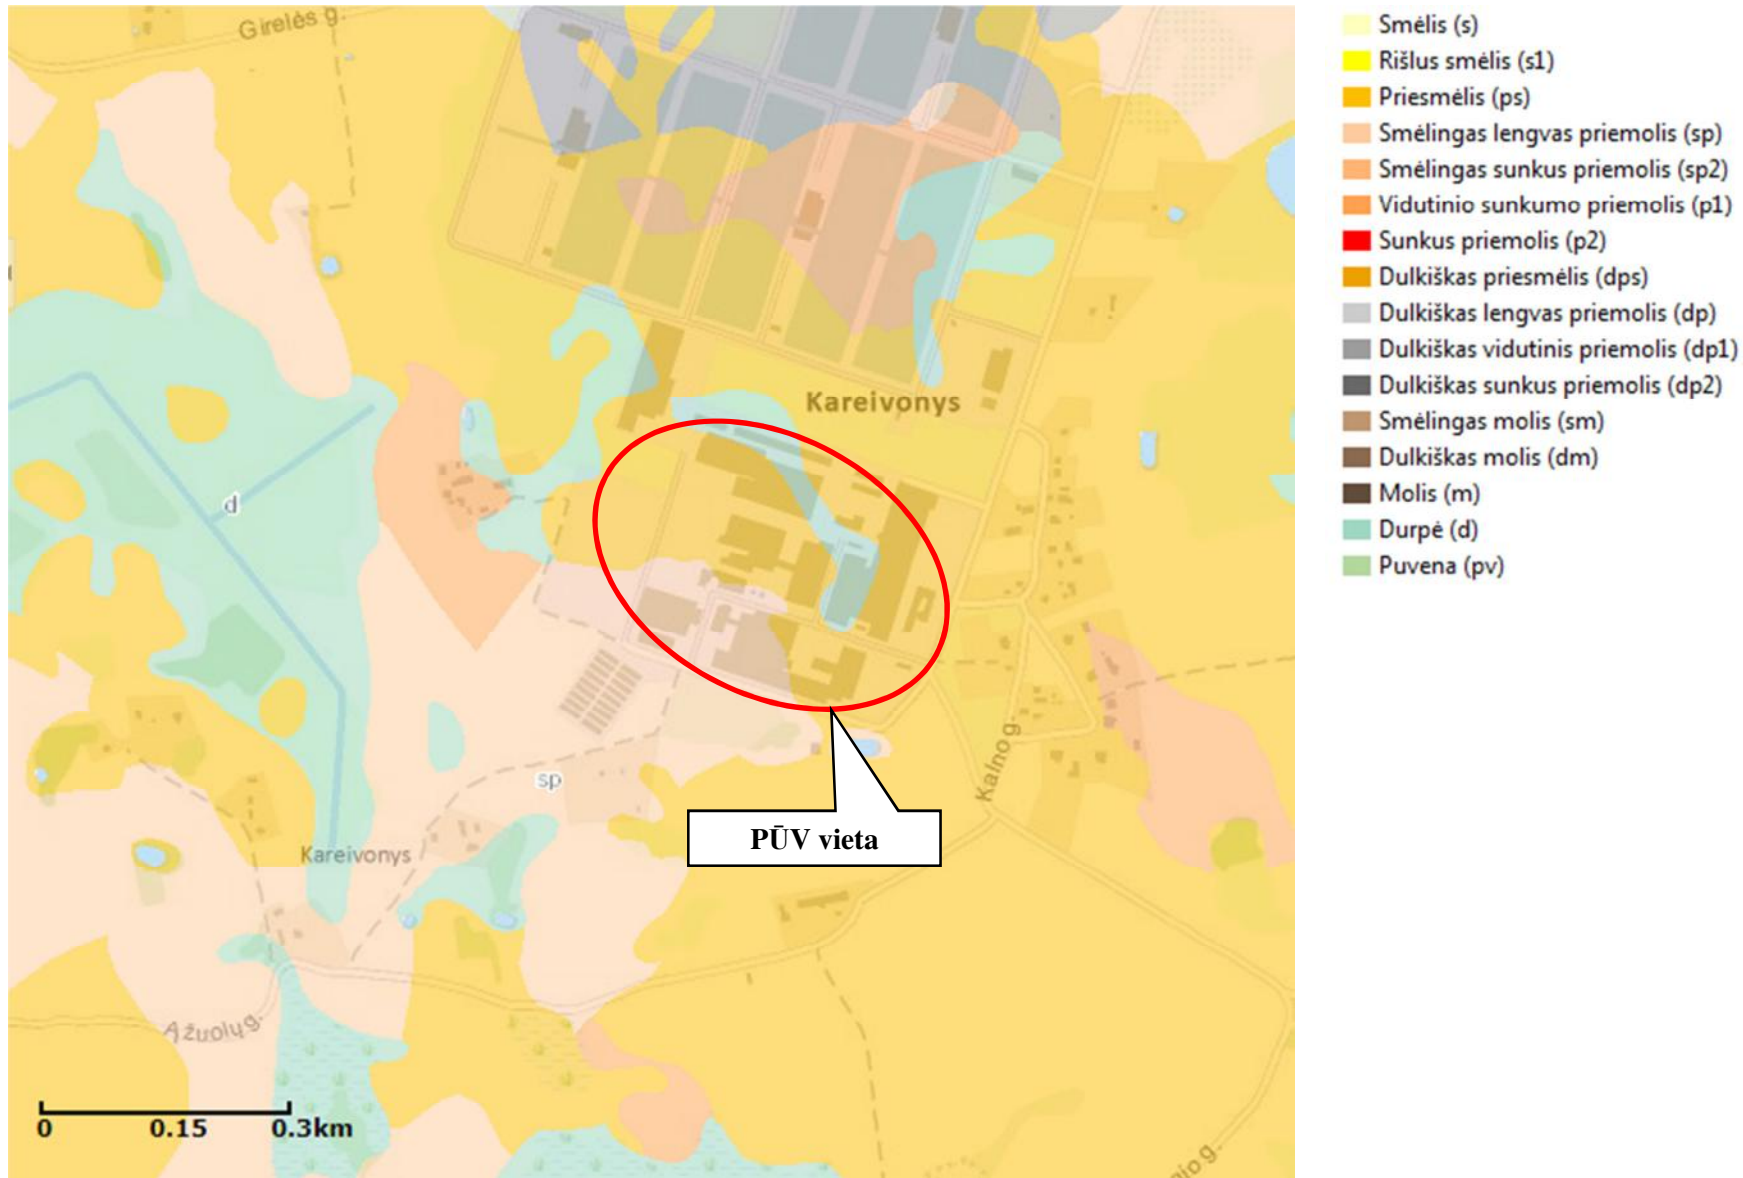 Girelės g.
Kareivonys
d
sp
Kalno g.
PŪV vieta
Kareivonys
Ąžuolų g.
nio g.
0 0.15 0.3km
Smėlis (s)
Rišlus smėlis (s1)
Priesmėlis (ps)
Smėlingas lengvas priemolis (sp)
Smėlingas sunkus priemolis (sp2)
Vidutinio sunkumo priemolis (p1)
Sunkus priemolis (p2)
Dulkiškas priesmėlis (dps)
Dulkiškas lengvas priemolis (dp)
Dulkiškas vidutinis priemolis (dp1)
Dulkiškas sunkus priemolis (dp2)
Smėlingas molis (sm)
Dulkiškas molis (dm)
Molis (m)
Durpė (d)
Puvena (pv)